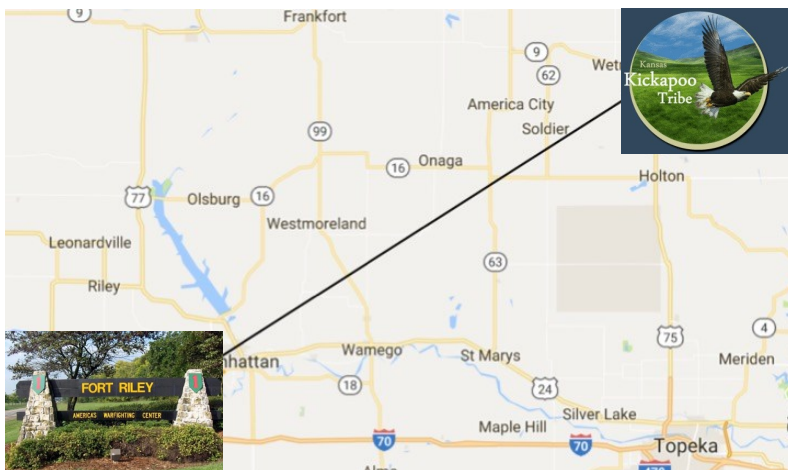 9
Frankfort
9
62
Wet
Kansas
Kickapoo
Tribe
America City
Soldier
99
16
Onaga
Holton
77
Olsburg
16
Westmoreland
Leonardville
63
Riley
4
75
nhattan
Wamego
St Marys
Meriden
18
24
FORT RILEY
AMERICAS WARFIGHTING CENTER
Silver Lake
Maple Hill
70
70
Topeka
Alma
470